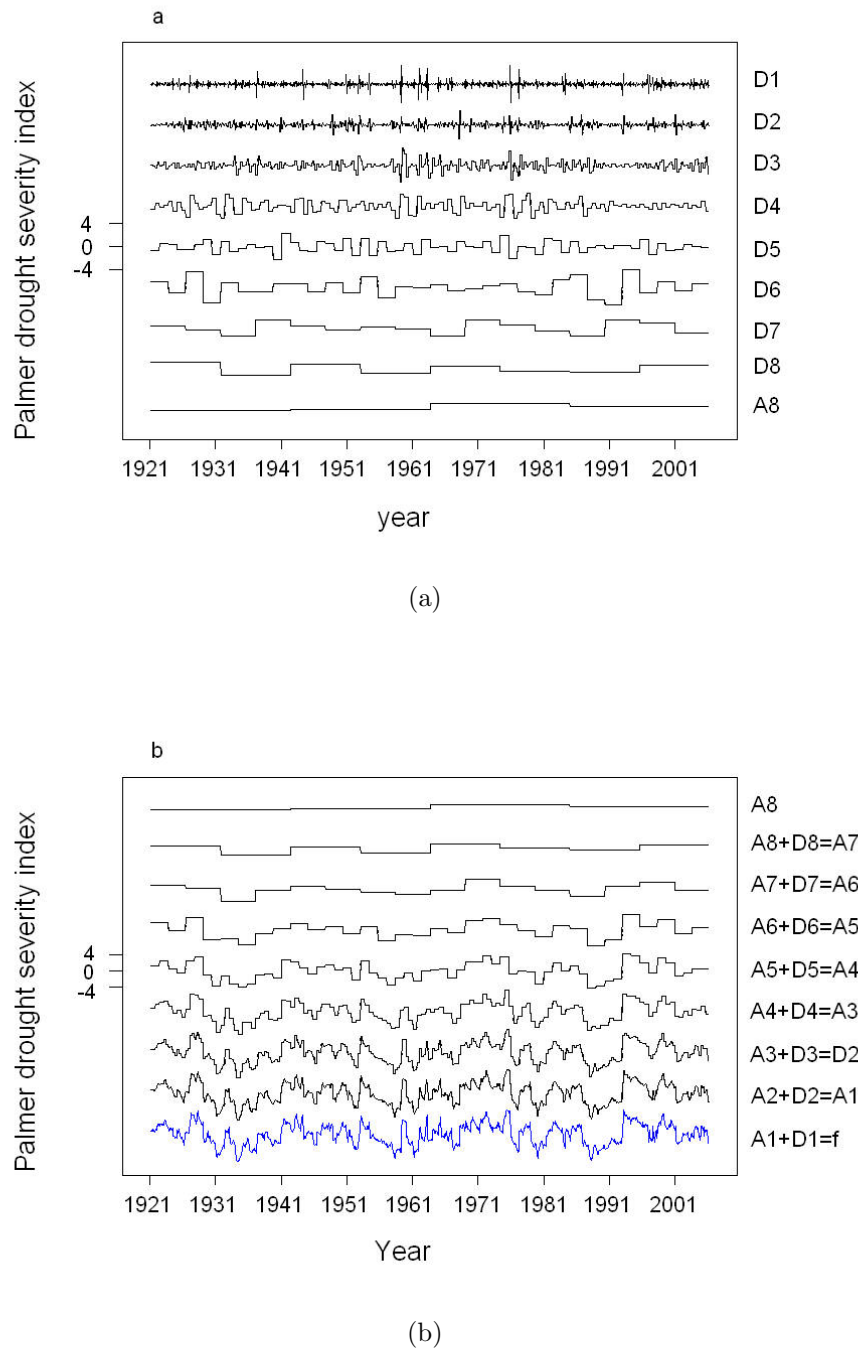 a
Palmer drought severity index
D1
D2
D3
D4
4
0
-4
D5
D6
D7
D8
A8
1921 1931 1941 1951 1961 1971 1981 1991 2001
year
(a)
b
Palmer drought severity index
A8
A8+D8=A7
A7+D7=A6
A6+D6=A5
4
0
-4
A5+D5=A4
A4+D4=A3
A3+D3=D2
A2+D2=A1
A1+D1=f
1921 1931 1941 1951 1961 1971 1981 1991 2001
Year
(b)